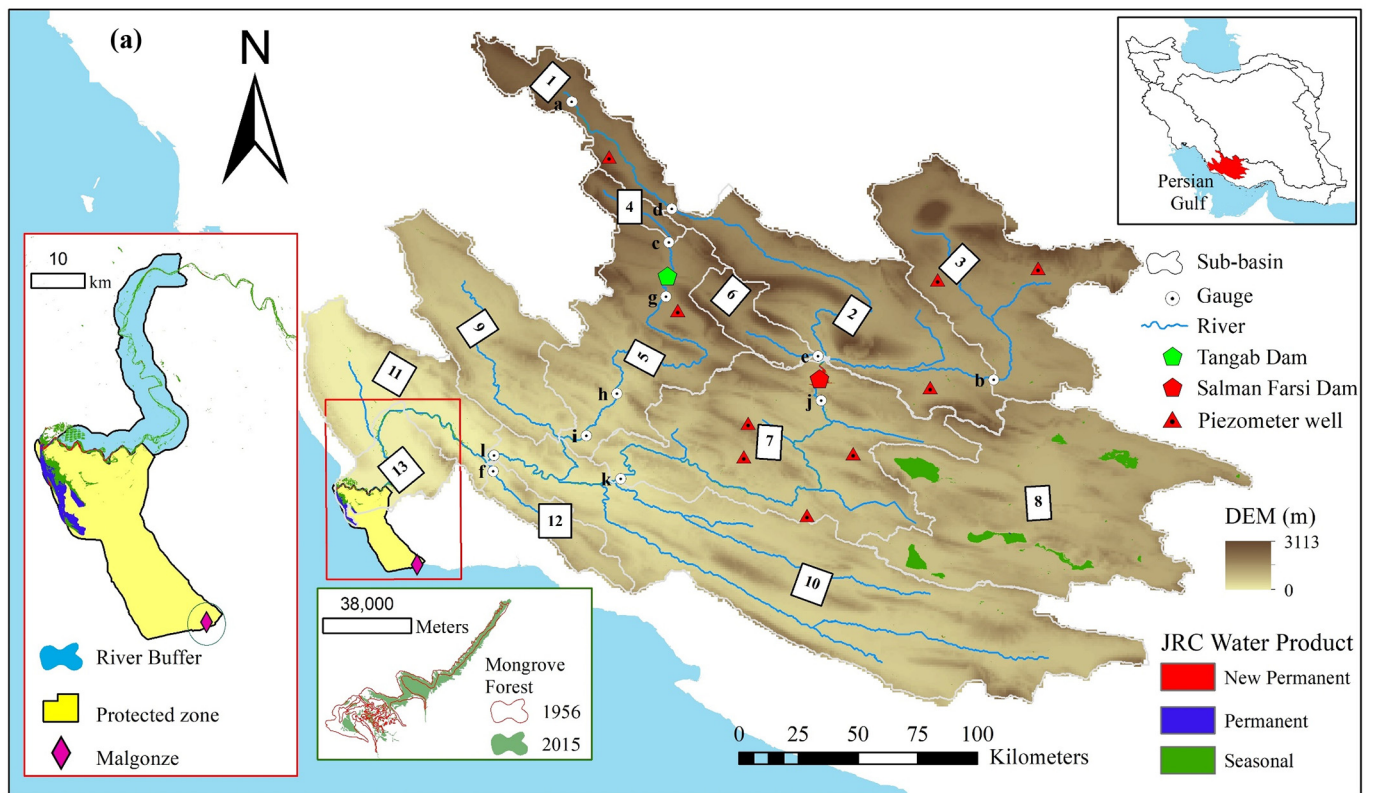 (a)
N
Persian
Gulf
1
a
4
d
c
g
6
3
2
5
9
e
b
h
j
11
i
7
l
f
k
13
12
8
10
10
km
River Buffer
Protected zone
Malgonze
38,000
Meters
Mongrove
Forest
1956
2015
Sub-basin
Gauge
River
Tangab Dam
Salman Farsi Dam
Piezometer well
DEM (m)
3113
0
JRC Water Product
New Permanent
Permanent
Seasonal
0 25 50 75 100
Kilometers